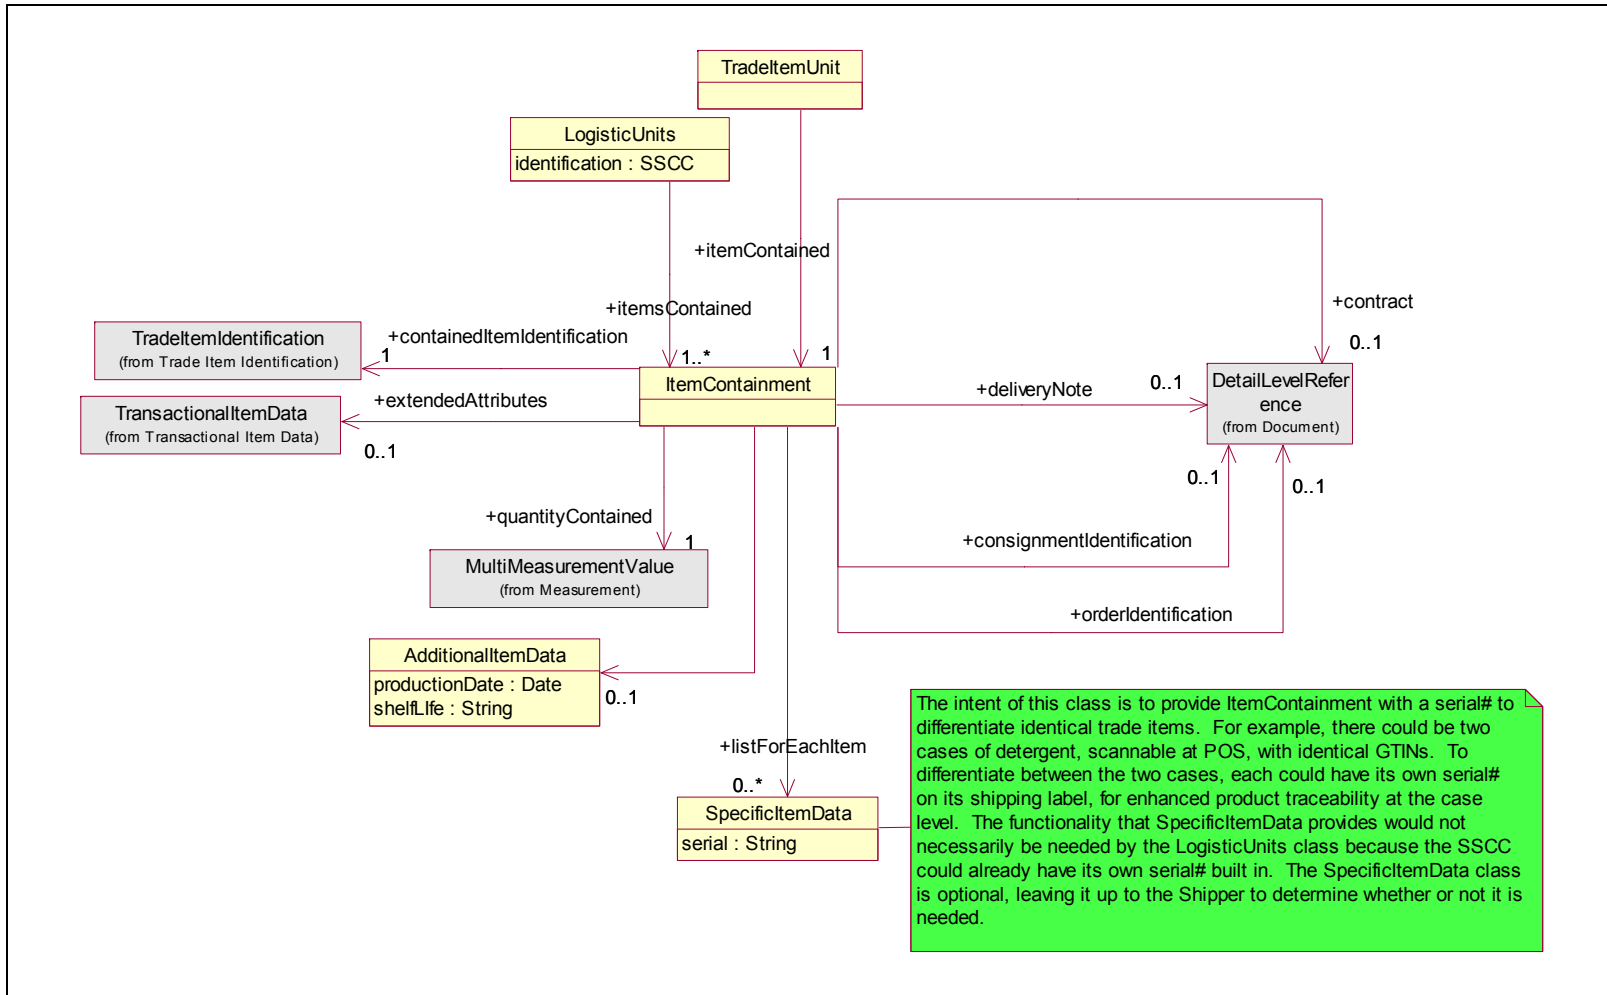 TradeItemUnit
LogisticUnits
identification : SSCC
+itemContained
+itemsContained
1..*
1
+contract
0..1
TradeItemIdentification
(from Trade Item Identification)
+containedItemIdentification
1
ItemContainment
+deliveryNote
0..1
DetailLevelRefer
ence
(from Document)
TransactionalItemData
(from Transactional Item Data)
+extendedAttributes
0..1
0..1
0..1
+quantityContained
1
MultiMeasurementValue
(from Measurement)
+consignmentIdentification
+orderIdentification
AdditionalItemData
productionDate : Date
shelfLIfe : String
0..1
+listForEachItem
0..*
SpecificItemData
serial : String
The intent of this class is to provide ItemContainment with a serial# to
differentiate identical trade items.  For example, there could be two
cases of detergent, scannable at POS, with identical GTINs.  To
differentiate between the two cases, each could have its own serial#
on its shipping label, for enhanced product traceability at the case
level.  The functionality that SpecificItemData provides would not
necessarily be needed by the LogisticUnits class because the SSCC
could already have its own serial# built in.  The SpecificItemData class
is optional, leaving it up to the Shipper to determine whether or not it is
needed.